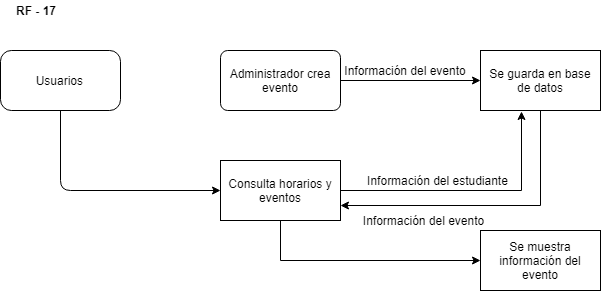 RF - 17
Usuarios
Administrador crea
evento
Información del evento
Se guarda en base
de datos
Consulta horarios y
eventos
Información del estudiante
Información del evento
Se muestra
información del
evento